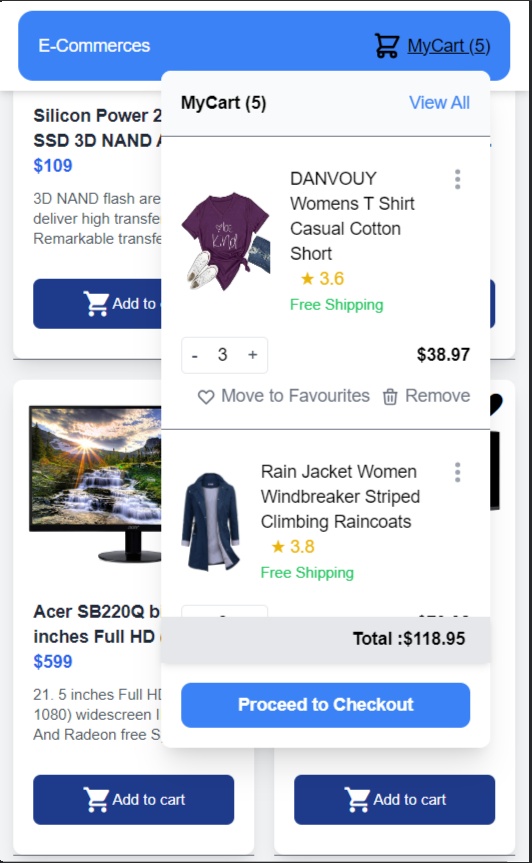 E-Commerces
MyCart (5)
MyCart (5)
View All
DANVOUY
Womens T Shirt
Casual Cotton
Short
★ 3.6
Free Shipping
- 3 +
$38.97
Move to Favourites
Remove
Rain Jacket Women
Windbreaker Striped
Climbing Raincoats
★ 3.8
Free Shipping
Total :$118.95
Proceed to Checkout
Silicon Power 2
SSD 3D NAND
$109
3D NAND flash are
deliver high transfe
Remarkable transfe
Add to
Acer SB220Q b
inches Full HD
$599
21. 5 inches Full HD
1080) widescreen I
And Radeon free S
Add to cart
Add to cart